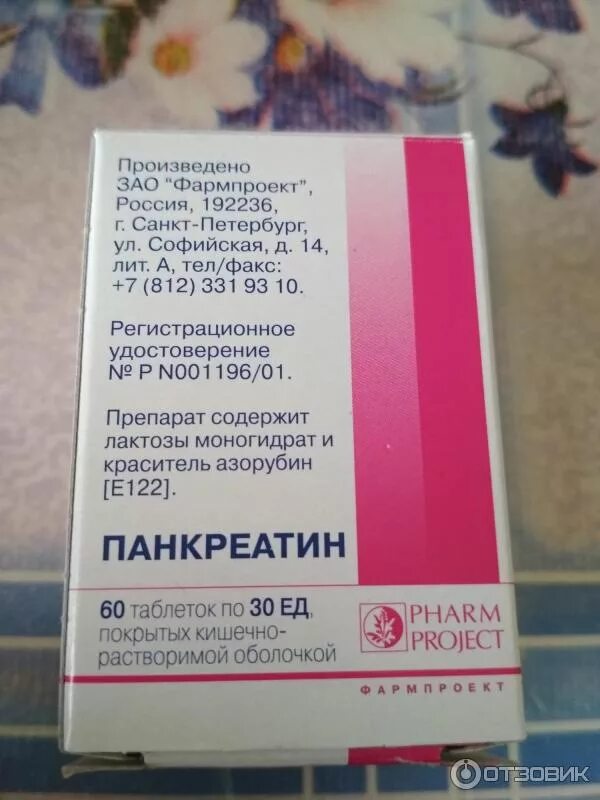 Произведено
ЗАО "Фармпроект",
Россия, 192236,
г. Санкт-Петербург,
ул. Софийская, д. 14,
лит. А, тел/факс:
+7 (812) 331 93 10.
Регистрационное
удостоверение
№ Р N001196/01.
Препарат содержит
лактозы моногидрат и
краситель азорубин
[Е122].
ПАНКРЕАТИН
60 таблеток по 30 ЕД,
покрытых кишечно-
растворимой оболочкой
PHARM
PROJECT
ФАРМПРОЕКТ
ОТЗОВИК